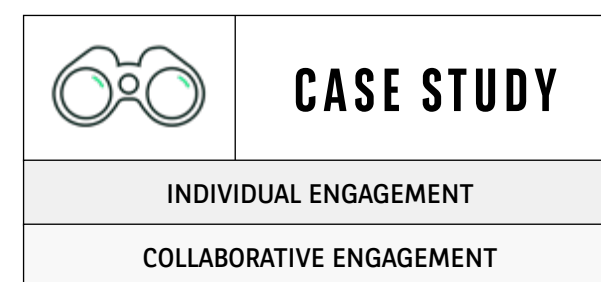 CASE STUDY
INDIVIDUAL ENGAGEMENT
COLLABORATIVE ENGAGEMENT